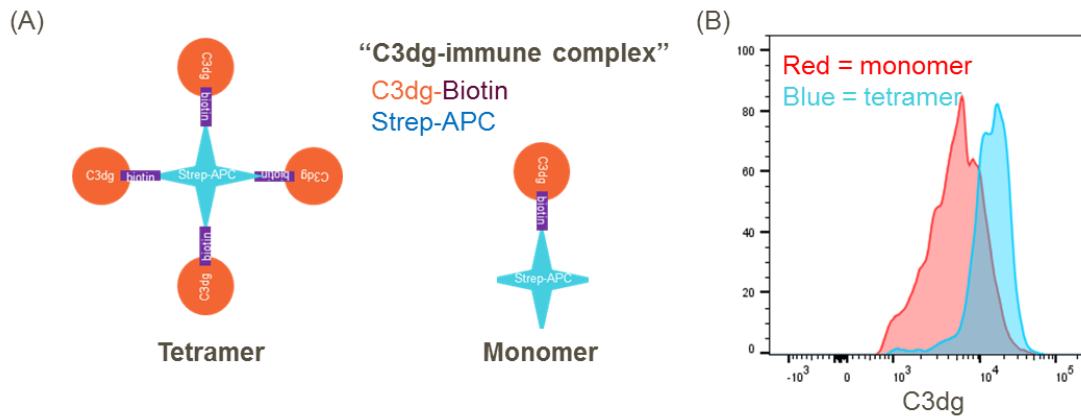 (A)
C3dg
biotin
C3dg
biotin
Strep-APC
biotin
C3dg
biotin
C3dg
Tetramer
“C3dg-immune complex”
C3dg-Biotin
Strep-APC
C3dg
biotin
Strep-APC
Monomer
(B)
Red = monomer
Blue = tetramer
100
80
60
40
20
0
-10³ 0 10³ 10⁴ 10⁵
C3dg